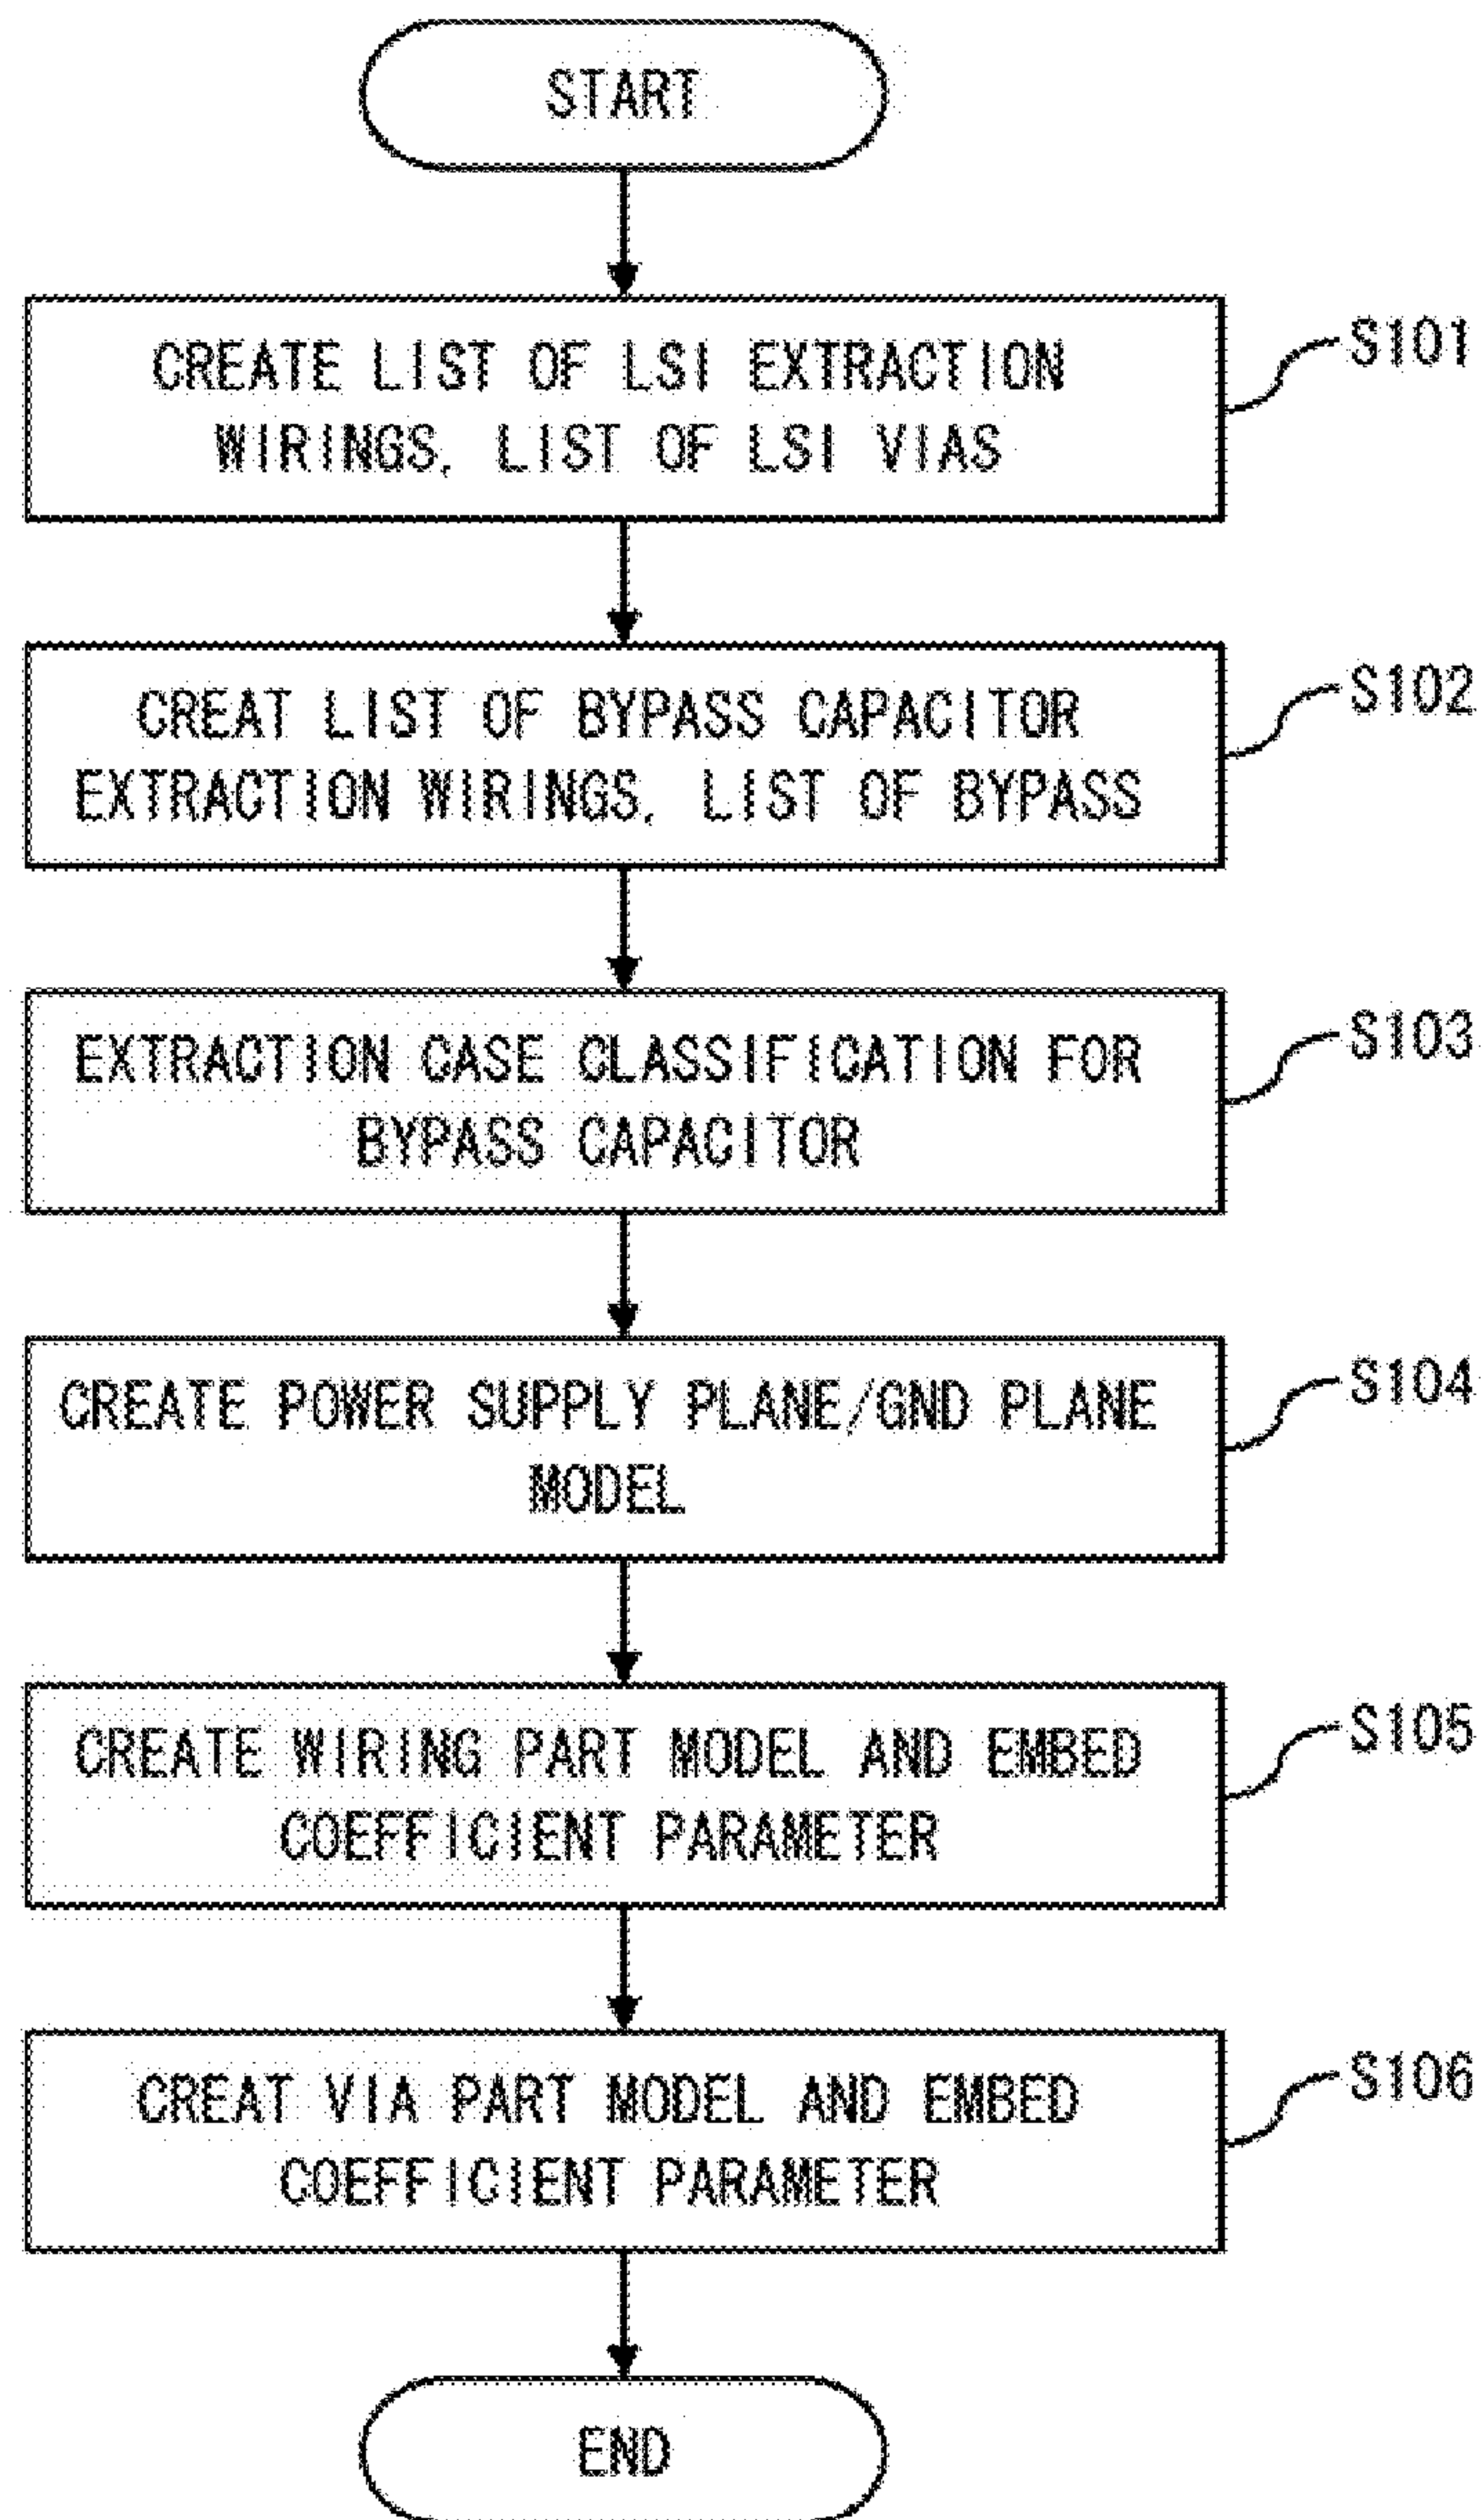 START
CREATE LIST OF LSI EXTRACTION
WIRINGS, LIST OF LSI VIAS
S101
CREAT LIST OF BYPASS CAPACITOR
EXTRACTION WIRINGS, LIST OF BYPASS
S102
EXTRACTION CASE CLASSIFICATION FOR
BYPASS CAPACITOR
S103
CREATE POWER SUPPLY PLANE/GND PLANE
MODEL
S104
CREATE WIRING PART MODEL AND EMBED
COEFFICIENT PARAMETER
S105
CREAT VIA PART MODEL AND EMBED
COEFFICIENT PARAMETER
S106
END